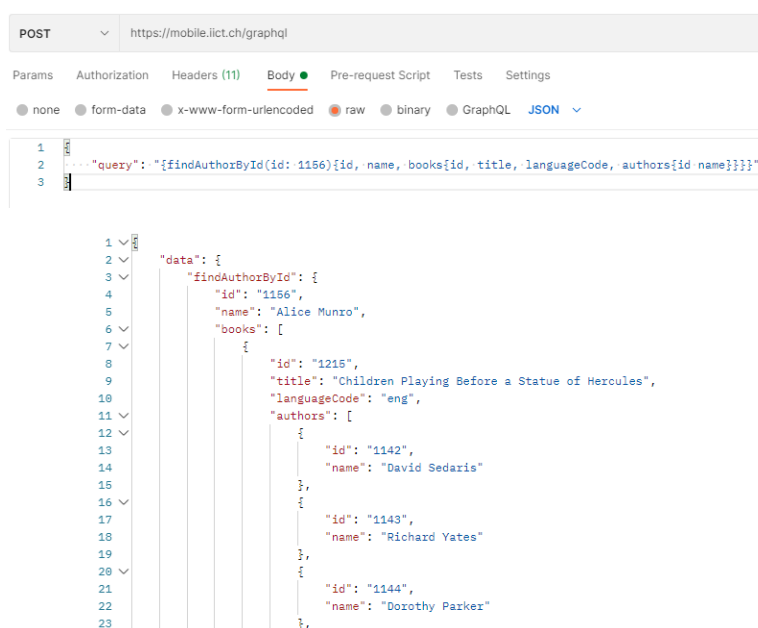 POST https://mobile.iict.ch/graphql
Params Authorization Headers (11) Body Pre-request Script Tests Settings
none form-data x-www-form-urlencoded raw binary GraphQL JSON
1 {
2 "query": "{findAuthorById(id: 1156){id, name, books{id, title, languageCode, authors{id name}}}}"
3 }
1 {
2 "data": {
3 "findAuthorById": {
4 "id": "1156",
5 "name": "Alice Munro",
6 "books": [
7 {
8 "id": "1215",
9 "title": "Children Playing Before a Statue of Hercules",
10 "languageCode": "eng",
11 "authors": [
12 {
13 "id": "1142",
14 "name": "David Sedaris"
15 },
16 {
17 "id": "1143",
18 "name": "Richard Yates"
19 },
20 {
21 "id": "1144",
22 "name": "Dorothy Parker"
23 },